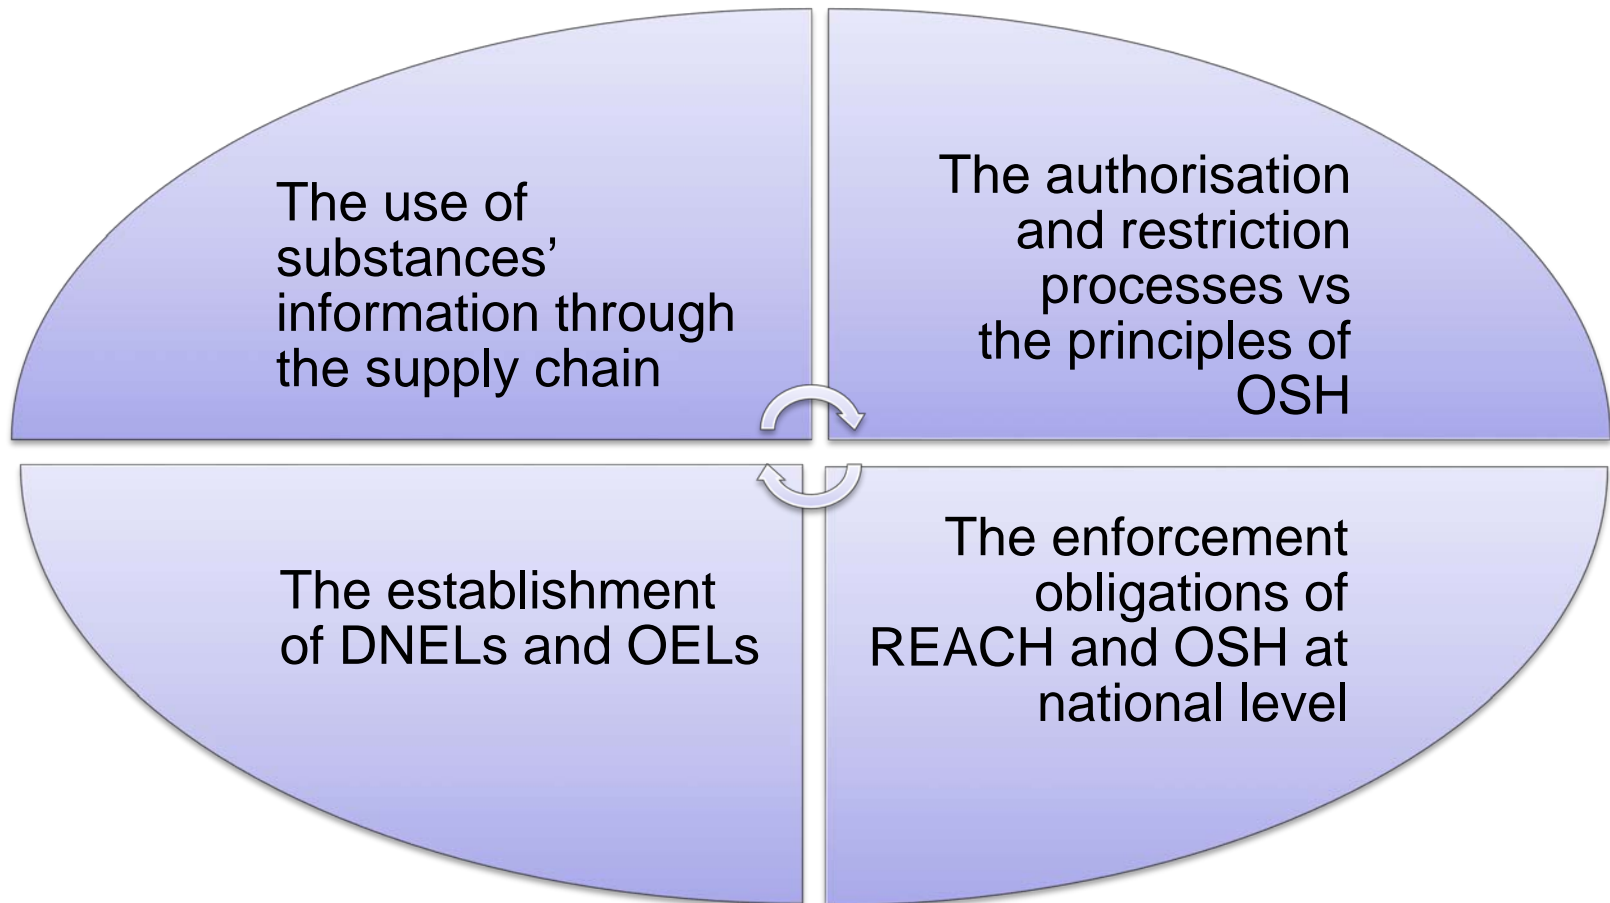 The use of
substances’
information through
the supply chain
The authorisation
and restriction
processes vs
the principles of
OSH
The establishment
of DNELs and OELs
The enforcement
obligations of
REACH and OSH at
national level